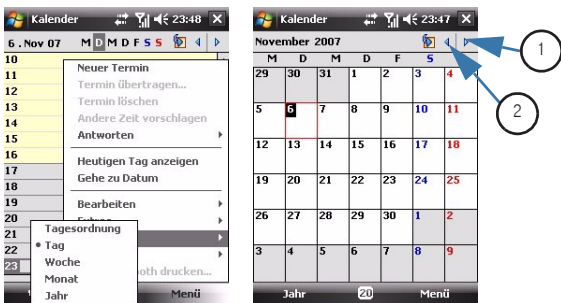 Kalender 23:48
6 . Nov 07 M D M D F S S
10
11
12
13
14
15
16
17
18
19
20
21
22
23
Neuer Termin
Termin übertragen...
Termin löschen
Andere Zeit vorschlagen
Antworten
Heutigen Tag anzeigen
Gehe zu Datum
Bearbeiten
oth drucken...
Tagesordnung
Tag
Woche
Monat
Jahr
Menü
Kalender 23:47
November 2007
M D M D F S
29 30 31 1 2 3 4
5 6 7 8 9 10 11
12 13 14 15 16 17 18
19 20 21 22 23 24 25
26 27 28 29 30 1 2
3 4 5 6 7 8 9
Jahr 20 Menü
1
2